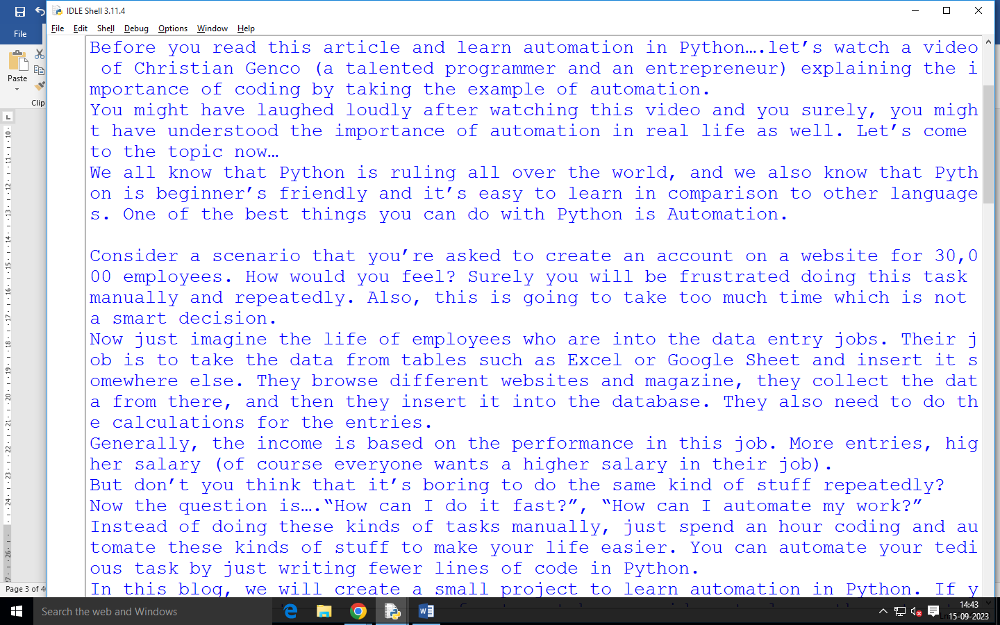 IDLE Shell 3.11.4
File Edit Shell Debug Options Window Help
File
Paste
Clip
Before you read this article and learn automation in Python….let’s watch a video
of Christian Genco (a talented programmer and an entrepreneur) explaining the i
mportance of coding by taking the example of automation.
You might have laughed loudly after watching this video and you surely, you migh
t have understood the importance of automation in real life as well. Let’s come
to the topic now…
We all know that Python is ruling all over the world, and we also know that Pyth
on is beginner’s friendly and it’s easy to learn in comparison to other language
s. One of the best things you can do with Python is Automation.
Consider a scenario that you’re asked to create an account on a website for 30,0
00 employees. How would you feel? Surely you will be frustrated doing this task
manually and repeatedly. Also, this is going to take too much time which is not
a smart decision.
Now just imagine the life of employees who are into the data entry jobs. Their j
ob is to take the data from tables such as Excel or Google Sheet and insert it s
omewhere else. They browse different websites and magazine, they collect the dat
a from there, and then they insert it into the database. They also need to do th
e calculations for the entries.
Generally, the income is based on the performance in this job. More entries, hig
her salary (of course everyone wants a higher salary in their job).
But don’t you think that it’s boring to do the same kind of stuff repeatedly?
Now the question is….“How can I do it fast?”, “How can I automate my work?”
Instead of doing these kinds of tasks manually, just spend an hour coding and au
tomate these kinds of stuff to make your life easier. You can automate your tedi
ous task by just writing fewer lines of code in Python.
In this blog, we will create a small project to learn automation in Python. If y
Page 3 of 4
Search the web and Windows
14:43
15-09-2023